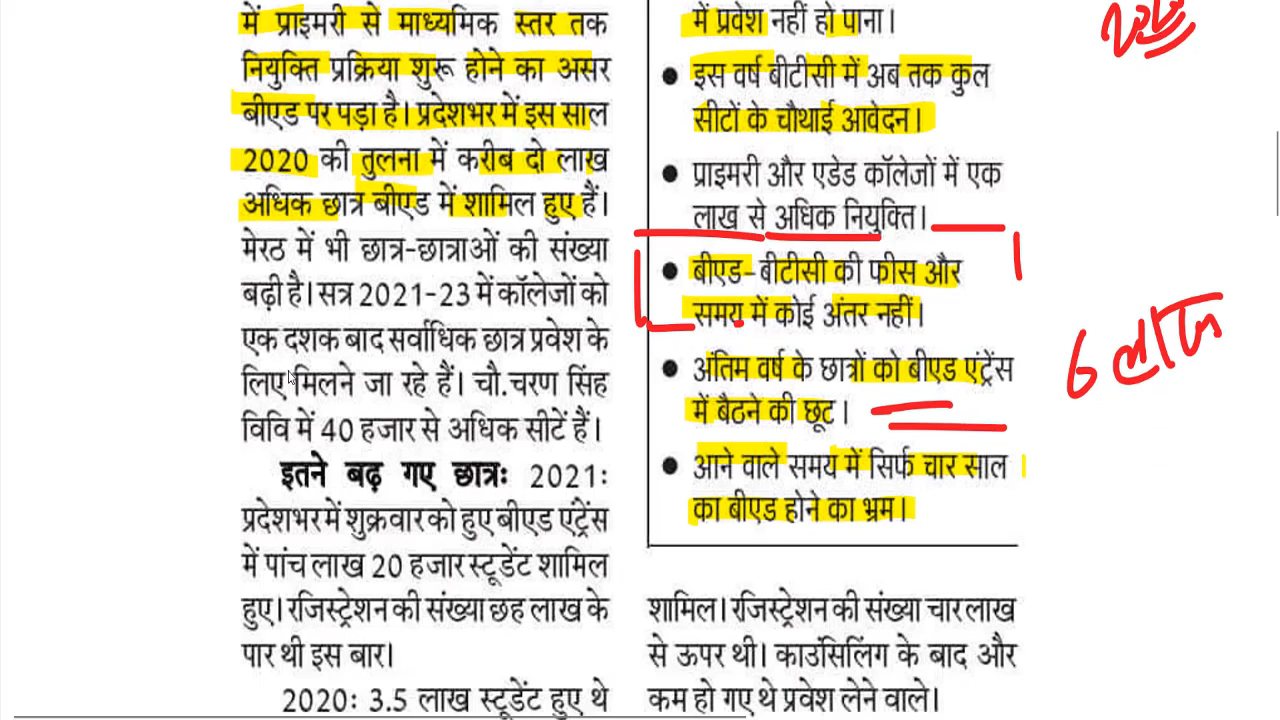 में प्राइमरी से माध्यमिक स्तर तक
नियुक्ति प्रक्रिया शुरू होने का असर
बीएड पर पड़ा है। प्रदेशभर में इस साल
2020 की तुलना में करीब दो लाख
अधिक छात्र बीएड में शामिल हुए हैं।
मेरठ में भी छात्र-छात्राओं की संख्या
बढ़ी है। सत्र 2021-23 में कॉलेजों को
एक दशक बाद सर्वाधिक छात्र प्रवेश के
लिए मिलने जा रहे हैं। चौ. चरण सिंह
विवि में 40 हजार से अधिक सीटें हैं।
इतने बढ़ गए छात्रः 2021:
प्रदेशभर में शुक्रवार को हुए बीएड एंट्रेंस
में पांच लाख 20 हजार स्टूडेंट शामिल
हुए। रजिस्ट्रेशन की संख्या छह लाख के
पार थी इस बार।
2020: 3.5 लाख स्टूडेंट हुए थे
में प्रवेश नहीं हो पाना।
● इस वर्ष बीटीसी में अब तक कुल
सीटों के चौथाई आवेदन।
● प्राइमरी और एडेड कॉलेजों में एक
लाख से अधिक नियुक्ति।
● बीएड-बीटीसी की फीस और
समय में कोई अंतर नहीं।
● अंतिम वर्ष के छात्रों को बीएड एंट्रेंस
में बैठने की छूट।
● आने वाले समय में सिर्फ चार साल
का बीएड होने का भ्रम।
शामिल। रजिस्ट्रेशन की संख्या चार लाख
से ऊपर थी। काउंसिलिंग के बाद और
कम हो गए थे प्रवेश लेने वाले।
6 लाख